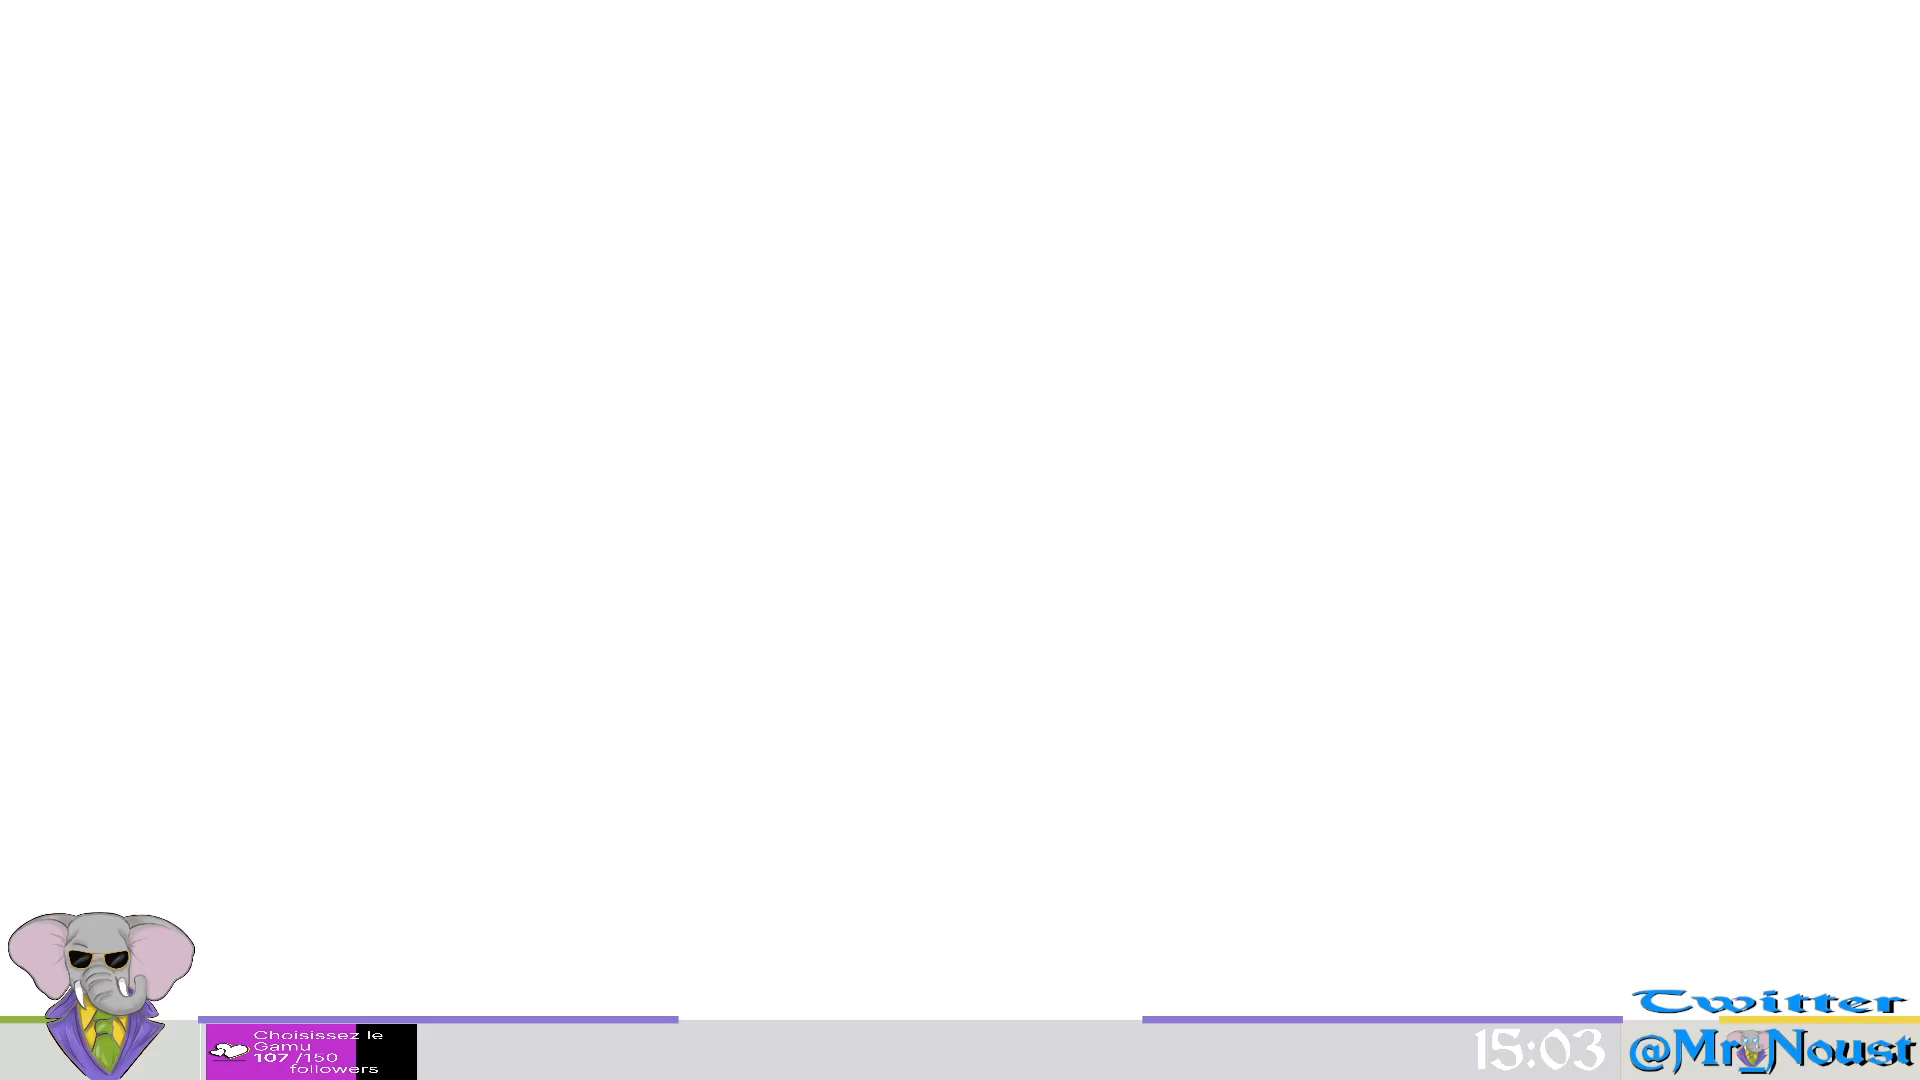 Twitter
Choisissez le
Gamu
107 /150
followers
15:03
@Mr_Noust